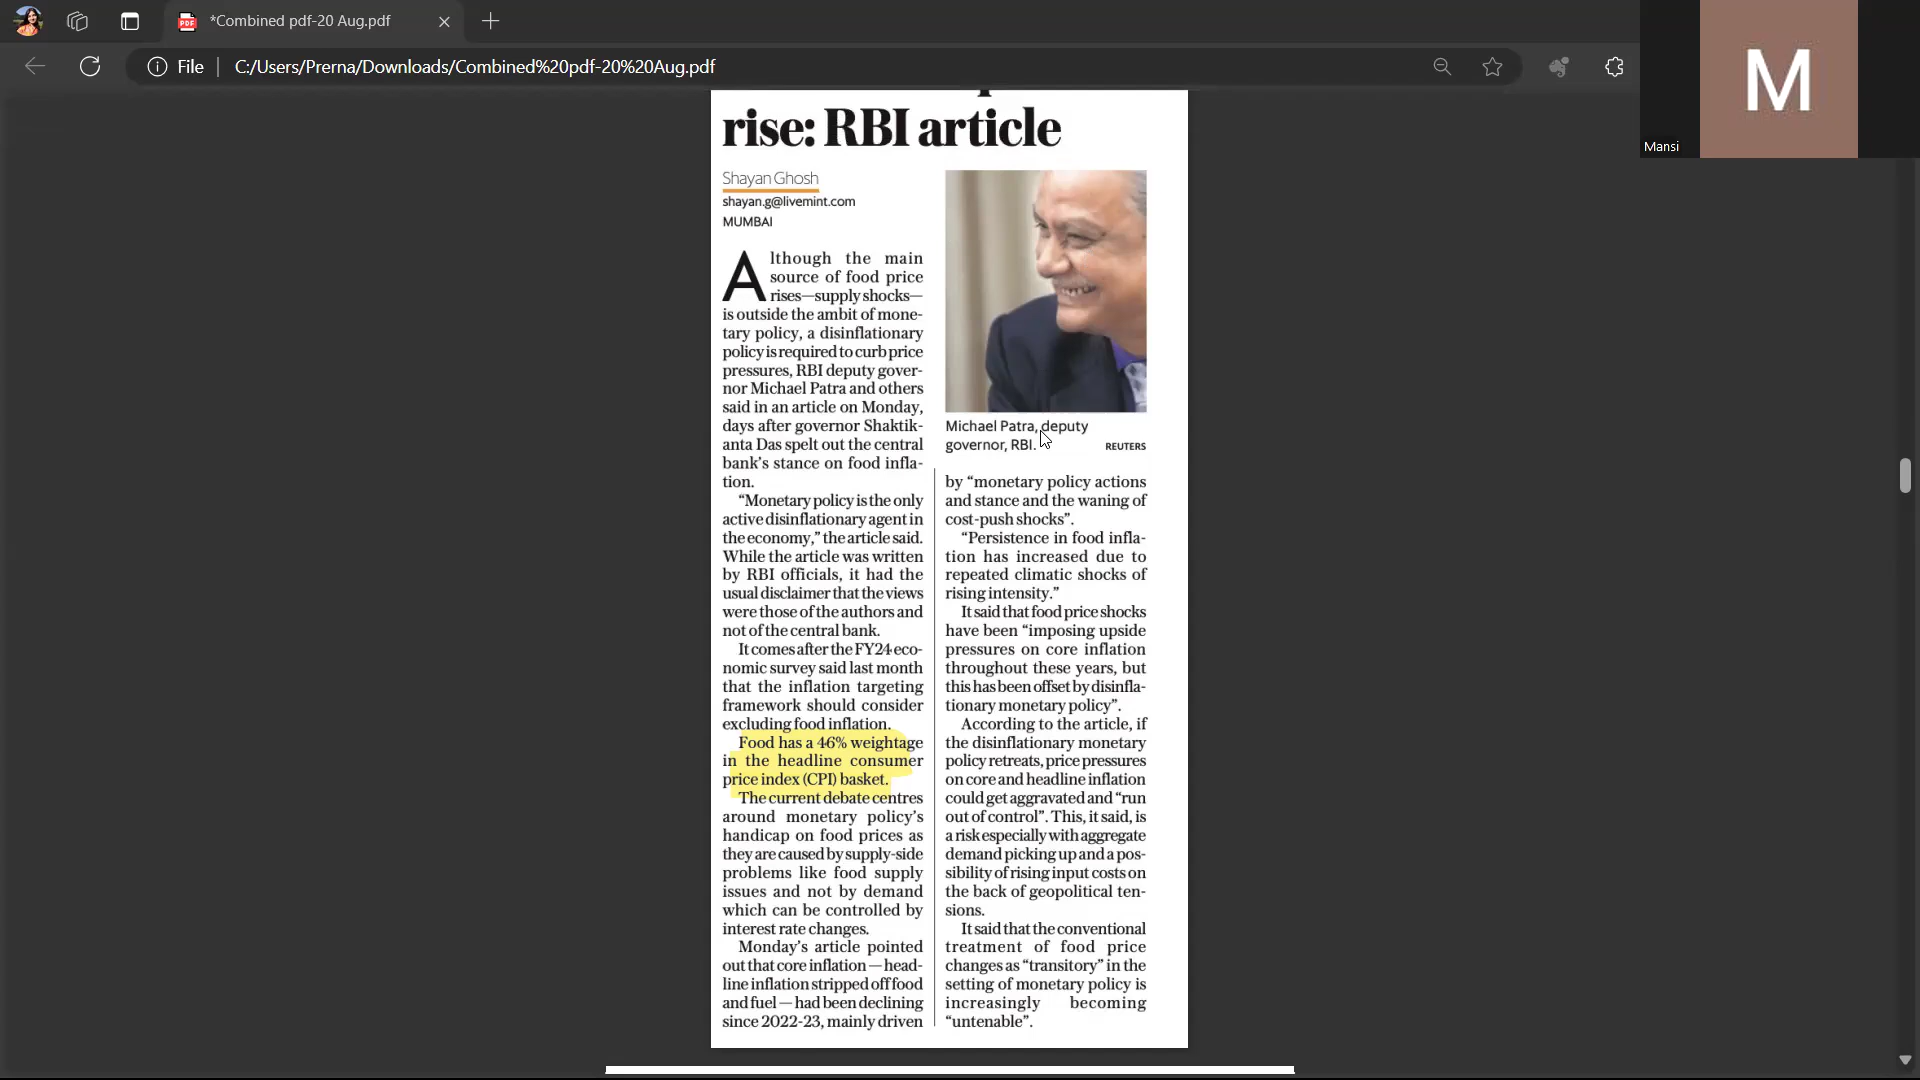 *Combined pdf-20 Aug.pdf
File
C:/Users/Prerna/Downloads/Combined%20pdf-20%20Aug.pdf
M
Mansi
rise: RBI article
Shayan Ghosh
shayan.g@livemint.com
MUMBAI
Although the main
source of food price
rises—supply shocks—
is outside the ambit of mone-
tary policy, a disinflationary
policy is required to curb price
pressures, RBI deputy gover-
nor Michael Patra and others
said in an article on Monday,
days after governor Shaktik-
anta Das spelt out the central
bank's stance on food infla-
tion.
“Monetary policy is the only
active disinflationary agent in
the economy,” the article said.
While the article was written
by RBI officials, it had the
usual disclaimer that the views
were those of the authors and
not of the central bank.
It comes after the FY24 eco-
nomic survey said last month
that the inflation targeting
framework should consider
excluding food inflation.
Food has a 46% weightage
in the headline consumer
price index (CPI) basket.
The current debate centres
around monetary policy's
handicap on food prices as
they are caused by supply-side
problems like food supply
issues and not by demand
which can be controlled by
interest rate changes.
Monday's article pointed
out that core inflation — head-
line inflation stripped off food
and fuel — had been declining
since 2022-23, mainly driven
Michael Patra, deputy
governor, RBI.
REUTERS
by “monetary policy actions
and stance and the waning of
cost-push shocks”.
“Persistence in food infla-
tion has increased due to
repeated climatic shocks of
rising intensity.”
It said that food price shocks
have been “imposing upside
pressures on core inflation
throughout these years, but
this has been offset by disinfla-
tionary monetary policy”.
According to the article, if
the disinflationary monetary
policy retreats, price pressures
on core and headline inflation
could get aggravated and “run
out of control”. This, it said, is
a risk especially with aggregate
demand picking up and a pos-
sibility of rising input costs on
the back of geopolitical ten-
sions.
It said that the conventional
treatment of food price
changes as “transitory” in the
setting of monetary policy is
increasingly becoming
“untenable”.